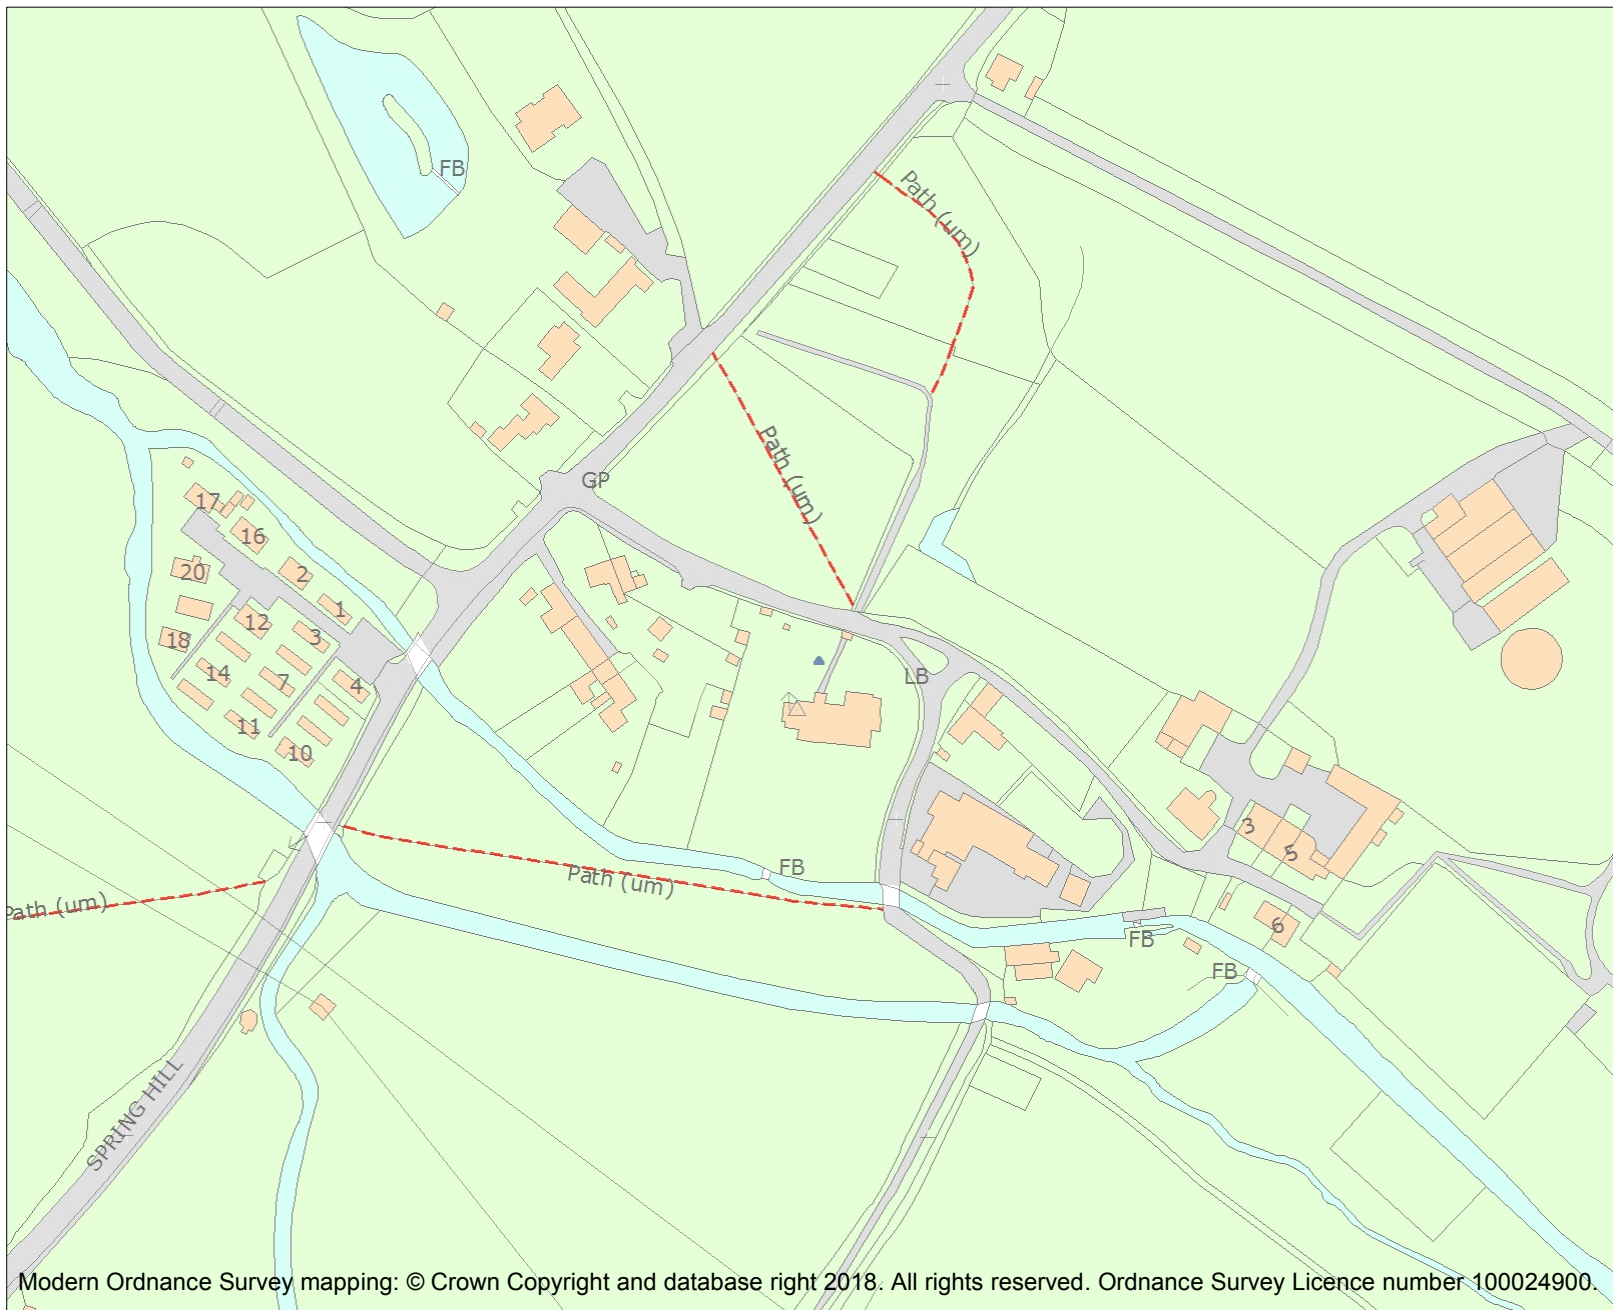 FB
Path (um)
Path (um)
GP
17
16
20
2
1
12
3
18
14
7
4
LB
11
10
3
5
FB
Path (um)
Path (um)
6
FB
FB
SPRING HILL
Modern Ordnance Survey mapping: © Crown Copyright and database right 2018. All rights reserved. Ordnance Survey Licence number 100024900.